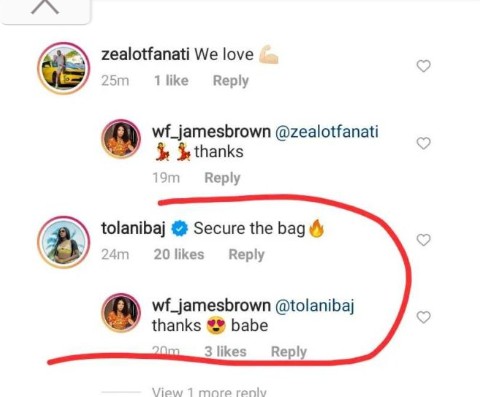 zealotfanati We love 💪🏻
25m 1 like Reply
wf_jamesbrown @zealotfanati
💃💃thanks
19m Reply
tolanibaj Secure the bag🔥
24m 20 likes Reply
wf_jamesbrown @tolanibaj
thanks 😍 babe
20m 3 likes Reply
View 1 more reply